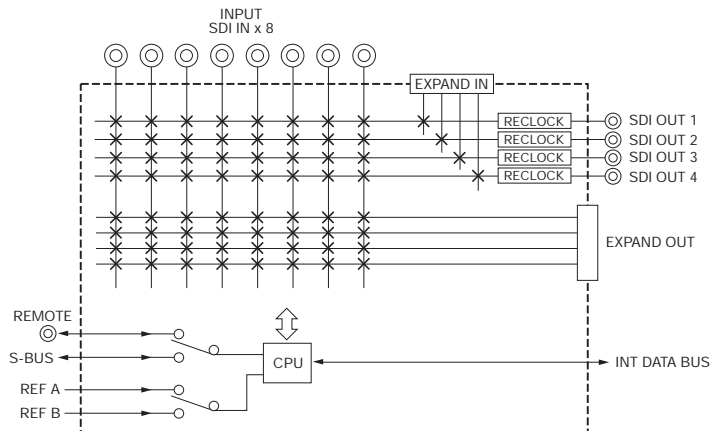 INPUT
SDI IN x 8
EXPAND IN
RECLOCK SDI OUT 1
RECLOCK SDI OUT 2
RECLOCK SDI OUT 3
RECLOCK SDI OUT 4
EXPAND OUT
REMOTE
S-BUS
CPU
INT DATA BUS
REF A
REF B